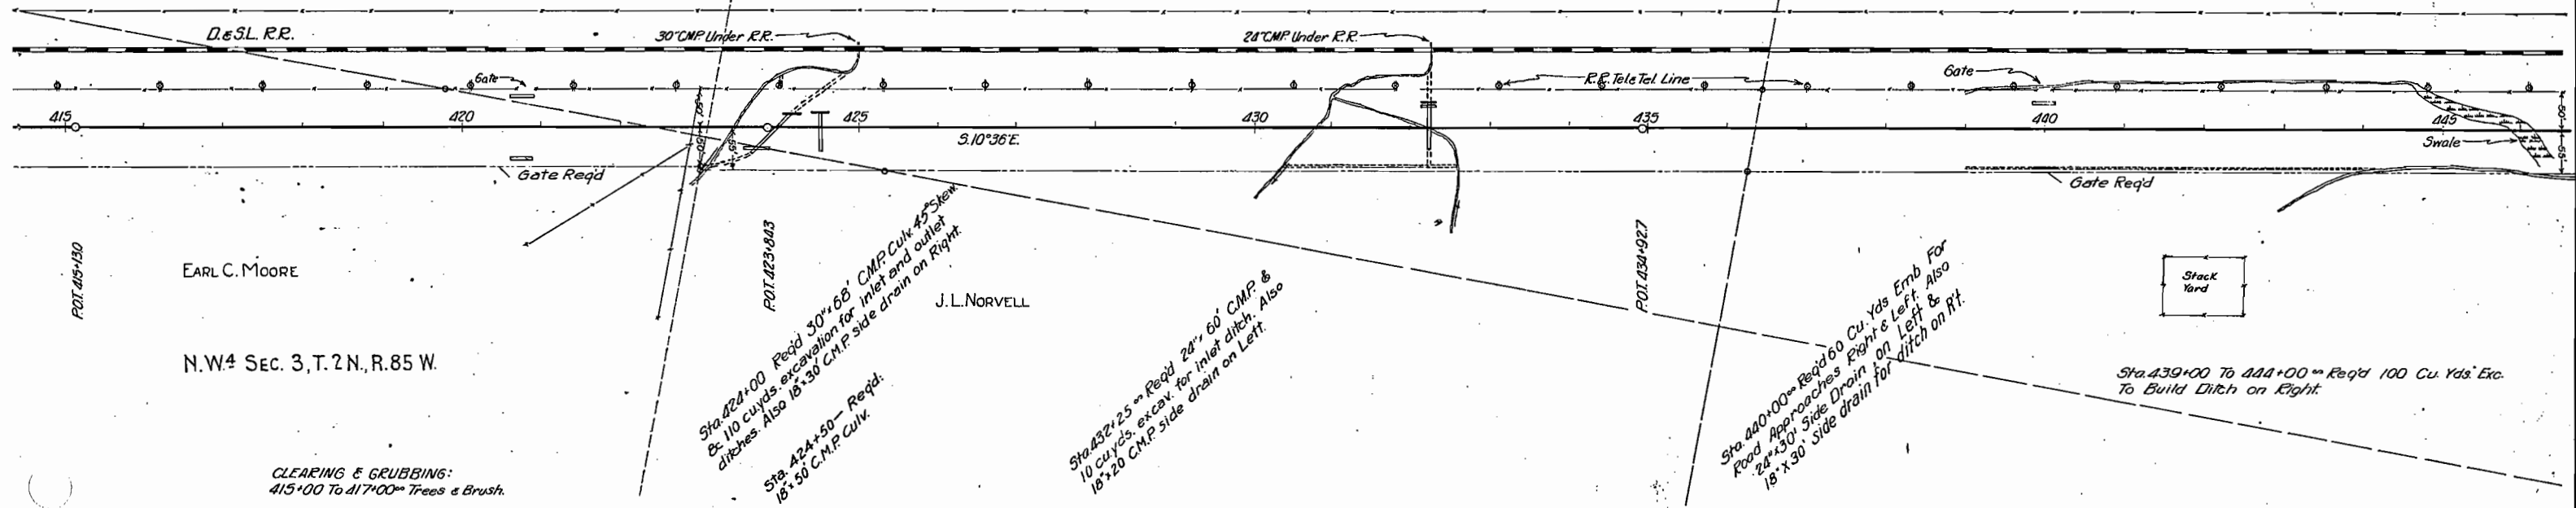 D.&S.L. R.R.
30" CMP. Under R.R.
24" CMP. Under R.R.
Gate
R.R. Tel & Tel. Line
Gate
415
420
425
430
435
440
445
50'
50'
55'
50'
55'
S.10°36'E.
Swale
Gate Req'd
Gate Req'd
P.O.T. 415+13.0
P.O.T. 423+84.3
P.O.T. 434+92.7
EARL C. MOORE
J.L. NORVELL
Stack
Yard
N.W.4 SEC. 3, T. 2 N., R. 85 W.
Sta. 424+00 Req'd 30"x68' C.M.P. Culv. 45° Skew
& 110 cu.yds. excavation for inlet and outlet
ditches. Also 18"x30' C.M.P. side drain on Right.
Sta. 424+50— Req'd:
18"x50' C.M.P. Culv.
Sta. 432+25 Req'd 24"x60' C.M.P. &
10 cu.yds. excav. for inlet ditch. Also
18"x20' C.M.P. side drain on Left.
Sta. 440+00 Req'd 60 Cu. Yds Emb For
Road Approaches Right & Left. Also
24"x30' Side Drain on Left &
18"x30' Side drain for ditch on R't.
Sta. 439+00 To 444+00 Req'd 100 Cu. Yds. Exc.
To Build Ditch on Right.
CLEARING & GRUBBING:
415+00 To 417+00 Trees & Brush.